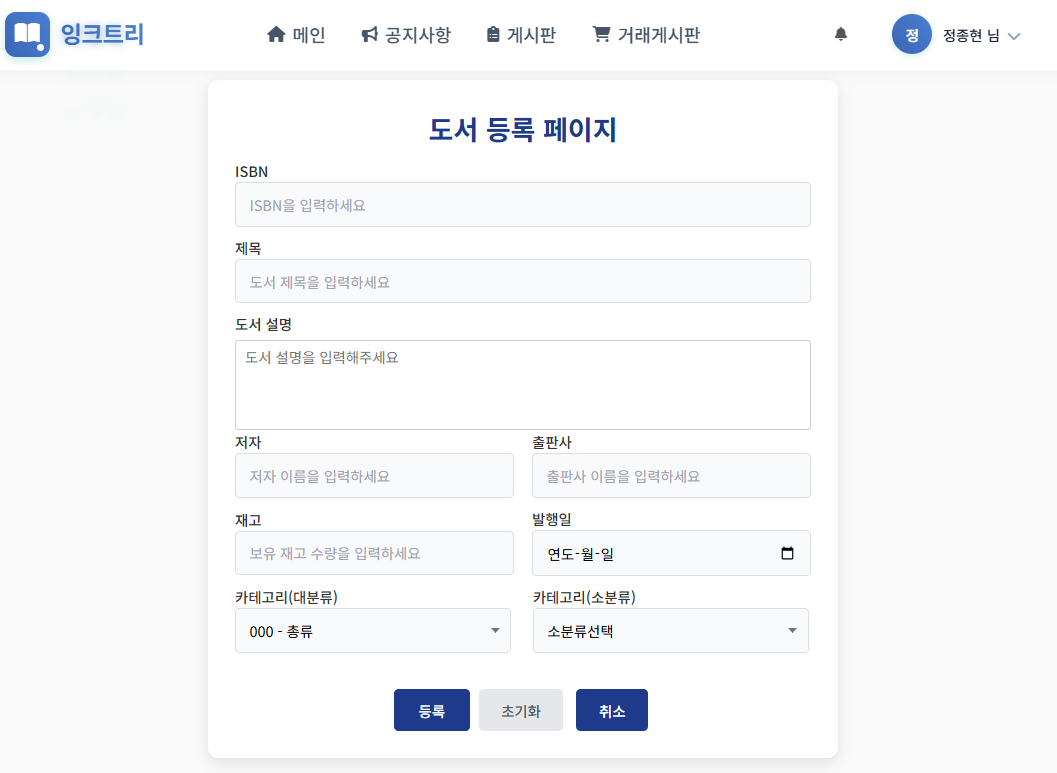 잉크트리 메인 공지사항 게시판 거래게시판 정 정종현 님
도서 등록 페이지
ISBN
ISBN을 입력하세요
제목
도서 제목을 입력하세요
도서 설명
도서 설명을 입력해주세요
저자 출판사
저자 이름을 입력하세요 출판사 이름을 입력하세요
재고 발행일
보유 재고 수량을 입력하세요 연도-월-일
카테고리(대분류) 카테고리(소분류)
000 - 총류 소분류선택
등록 초기화 취소